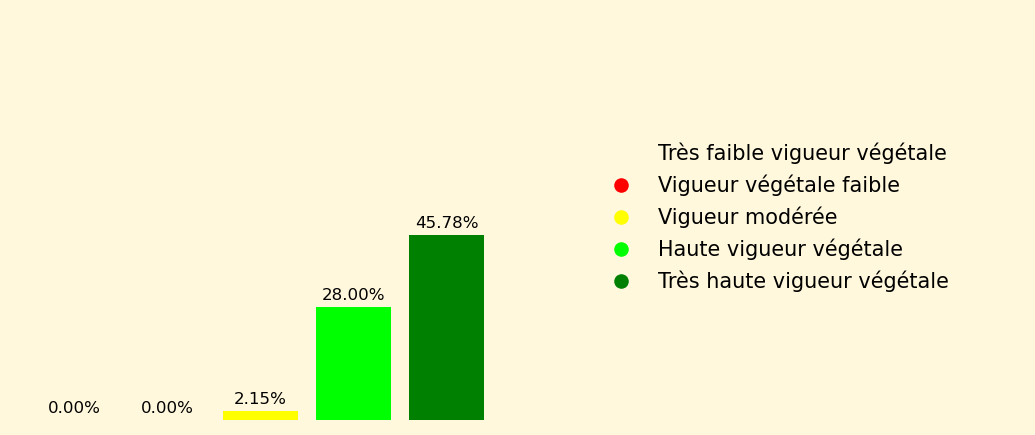 0.00%
0.00%
2.15%
28.00%
45.78%
Très faible vigueur végétale
Vigueur végétale faible
Vigueur modérée
Haute vigueur végétale
Très haute vigueur végétale